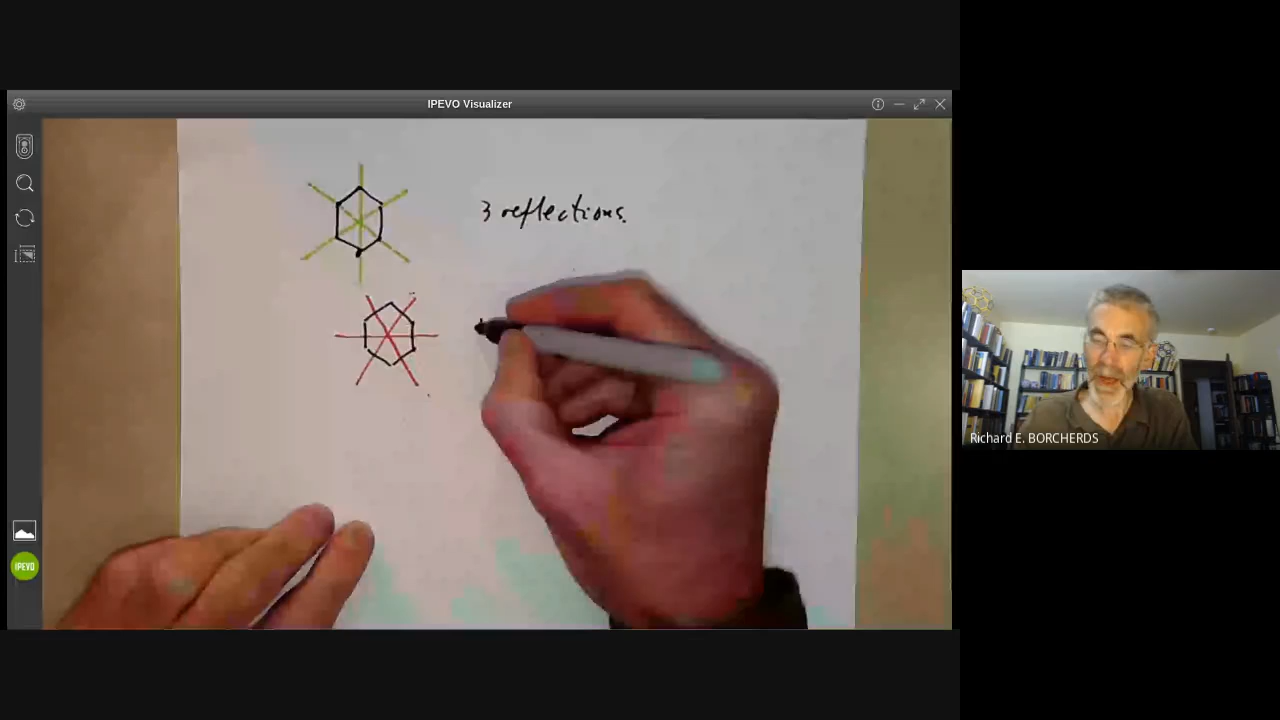 IPEVO Visualizer
3 reflections.
Richard E. BORCHERDS
IPEVO